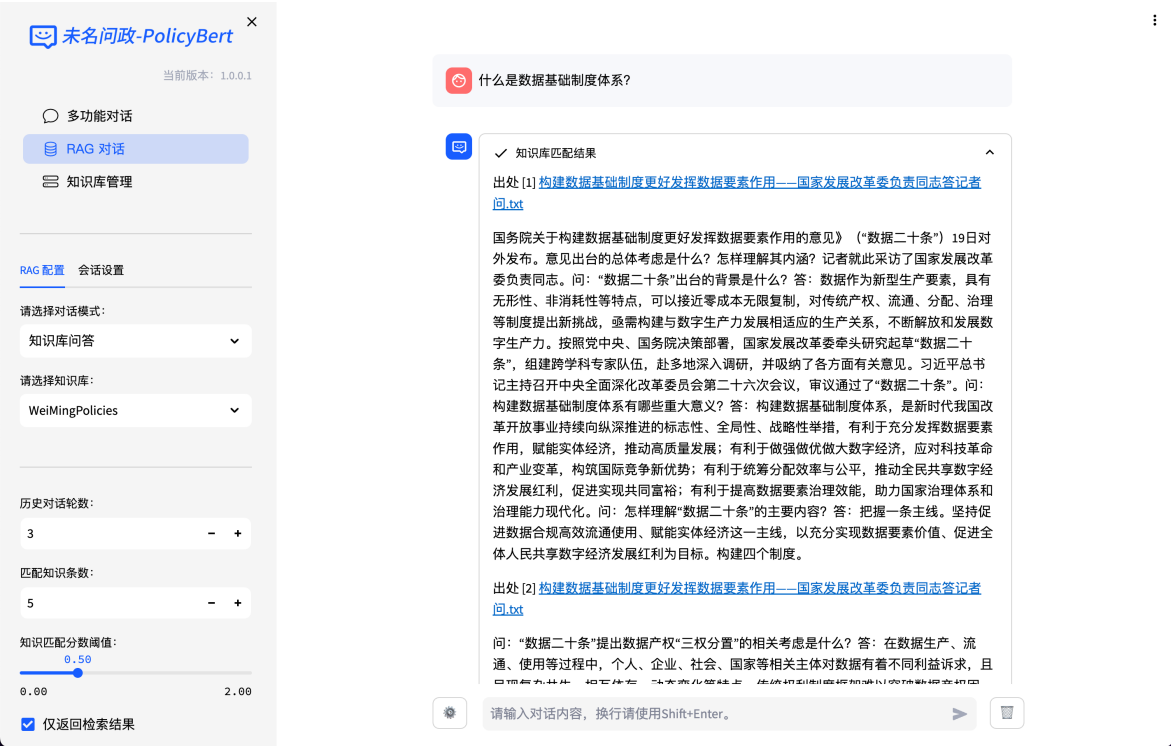 未名问政-PolicyBert
当前版本：1.0.0.1
多功能对话
RAG 对话
知识库管理
RAG 配置
会话设置
请选择对话模式：
知识库问答
请选择知识库：
WeiMingPolicies
历史对话轮数：
3
匹配知识条数：
5
知识匹配分数阈值：
0.50
0.00
2.00
仅返回检索结果
什么是数据基础制度体系?
知识库匹配结果
出处 [1] 构建数据基础制度更好发挥数据要素作用——国家发展改革委负责同志答记者
问.txt
国务院关于构建数据基础制度更好发挥数据要素作用的意见》（“数据二十条”）19日对
外发布。意见出台的总体考虑是什么？怎样理解其内涵？记者就此采访了国家发展改革
委负责同志。问：“数据二十条”出台的背景是什么？答：数据作为新型生产要素，具有
无形性、非消耗性等特点，可以接近零成本无限复制，对传统产权、流通、分配、治理
等制度提出新挑战，亟需构建与数字生产力发展相适应的生产关系，不断解放和发展数
字生产力。按照党中央、国务院决策部署，国家发展改革委牵头研究起草“数据二十
条”，组建跨学科专家队伍，赴多地深入调研，并吸纳了各方面有关意见。习近平总书
记主持召开中央全面深化改革委员会第二十六次会议，审议通过了“数据二十条”。问：
构建数据基础制度体系有哪些重大意义？答：构建数据基础制度体系，是新时代我国改
革开放事业持续向纵深推进的标志性、全局性、战略性举措，有利于充分发挥数据要素
作用，赋能实体经济，推动高质量发展；有利于做强做优做大数字经济，应对科技革命
和产业变革，构筑国际竞争新优势；有利于统筹分配效率与公平，推动全民共享数字经
济发展红利，促进实现共同富裕；有利于提高数据要素治理效能，助力国家治理体系和
治理能力现代化。问：怎样理解“数据二十条”的主要内容？答：把握一条主线。坚持促
进数据合规高效流通使用、赋能实体经济这一主线，以充分实现数据要素价值、促进全
体人民共享数字经济发展红利为目标。构建四个制度。
出处 [2] 构建数据基础制度更好发挥数据要素作用——国家发展改革委负责同志答记者
问.txt
问：“数据二十条”提出数据产权“三权分置”的相关考虑是什么？答：在数据生产、流
通、使用等过程中，个人、企业、社会、国家等相关主体对数据有着不同利益诉求，且
请输入对话内容，换行请使用Shift+Enter。